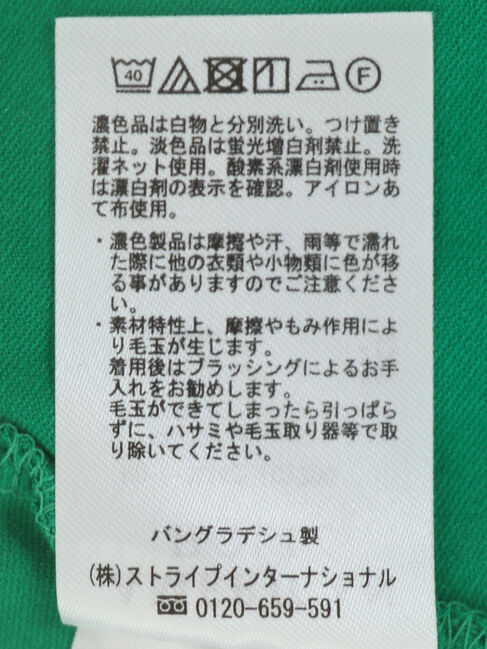 40 F
濃色品は白物と分別洗い。つけ置き
禁止。淡色品は蛍光増白剤禁止。洗
濯ネット使用。酸素系漂白剤使用時
は漂白剤の表示を確認。アイロンあ
て布使用。
・濃色製品は摩擦や汗、雨等で濡れ
た際に他の衣類や小物類に色が移
る事がありますのでご注意くださ
い。
・素材特性上、摩擦やもみ作用によ
り毛玉が生じます。
着用後はブラッシングによるお手
入れをお勧めします。
毛玉ができてしまったら引っぱら
ずに、ハサミや毛玉取り器等で取
り除いてください。
バングラデシュ製
(株)ストライプインターナショナル
0120-659-591